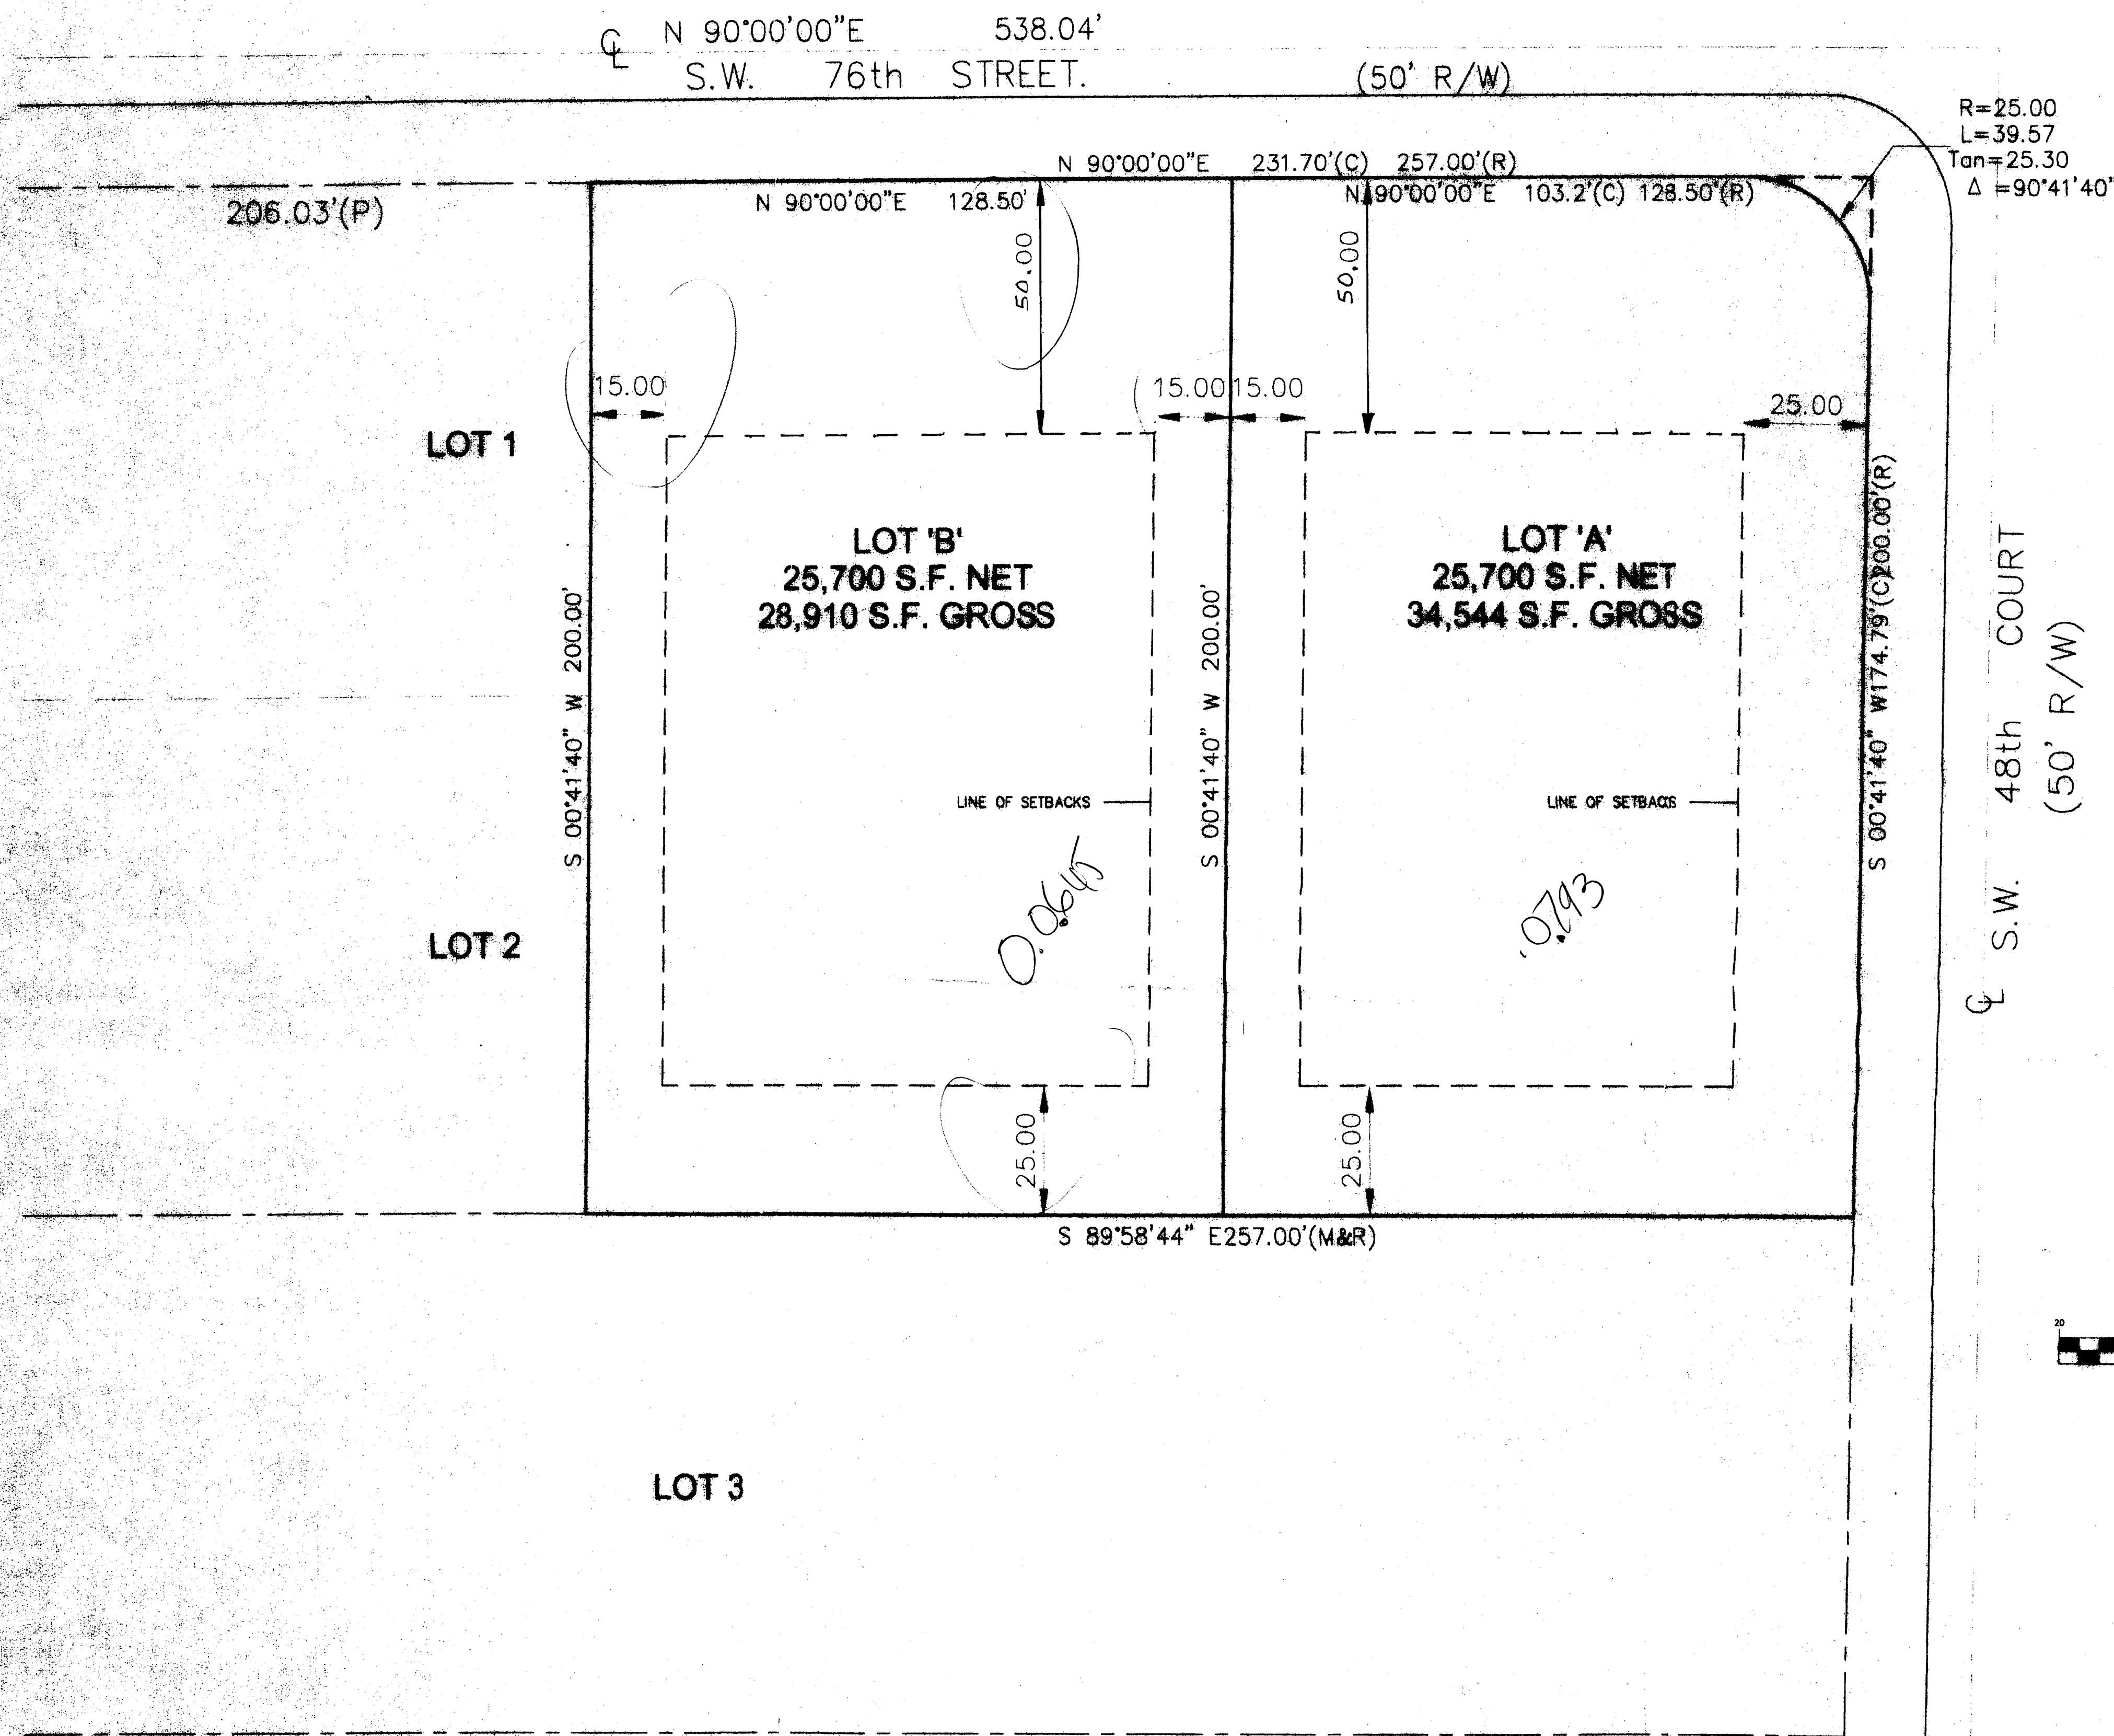 ℄ N 90°00'00"E 538.04'
S.W. 76th STREET. (50' R/W)
R=25.00
L=39.57
Tan=25.30
Δ =90°41'40"
N 90°00'00"E 231.70'(C) 257.00'(R)
N 90°00'00"E 128.50'
N 90°00'00"E 103.2'(C) 128.50'(R)
206.03'(P)
50.00
50.00
15.00
15.00
15.00
25.00
LOT 1
LOT 'B'
25,700 S.F. NET
28,910 S.F. GROSS
LOT 'A'
25,700 S.F. NET
34,544 S.F. GROSS
S 00°41'40" W 200.00'
S 00°41'40" W 200.00'
S 00°41'40" W174.79'(C)200.00'(R)
℄ S.W. 48th COURT
(50' R/W)
LINE OF SETBACKS
LINE OF SETBACKS
0.0645
.0793
LOT 2
25.00
25.00
S 89°58'44" E257.00'(M&R)
20
LOT 3